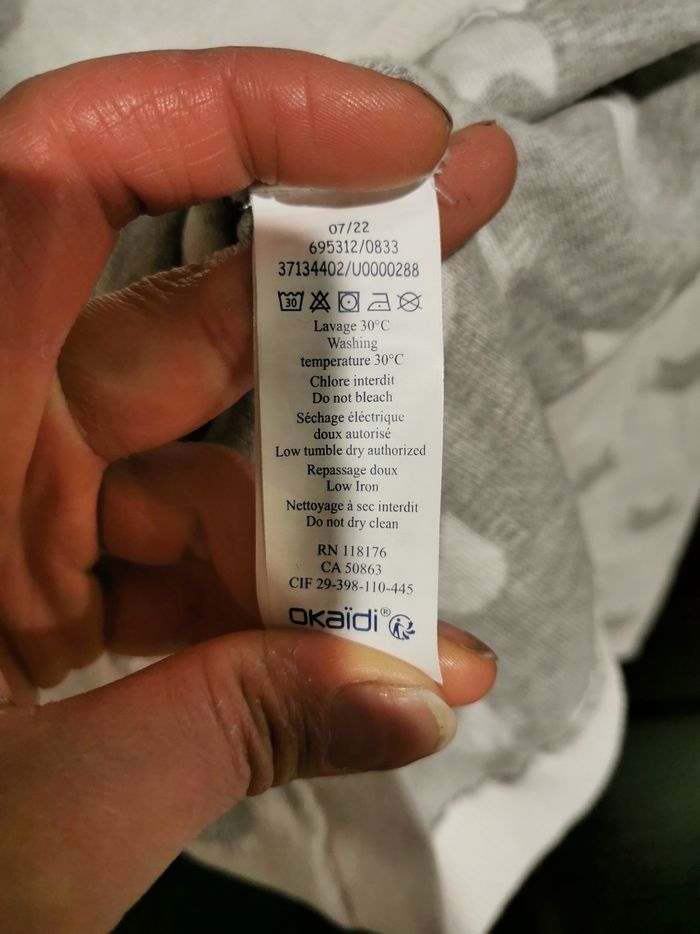 07/22
695312/0833
37134402/U0000288
30
Lavage 30°C
Washing
temperature 30°C
Chlore interdit
Do not bleach
Séchage éléctrique
doux autorisé
Low tumble dry authorized
Repassage doux
Low Iron
Nettoyage à sec interdit
Do not dry clean
RN 118176
CA 50863
CIF 29-398-110-445
okaïdi®